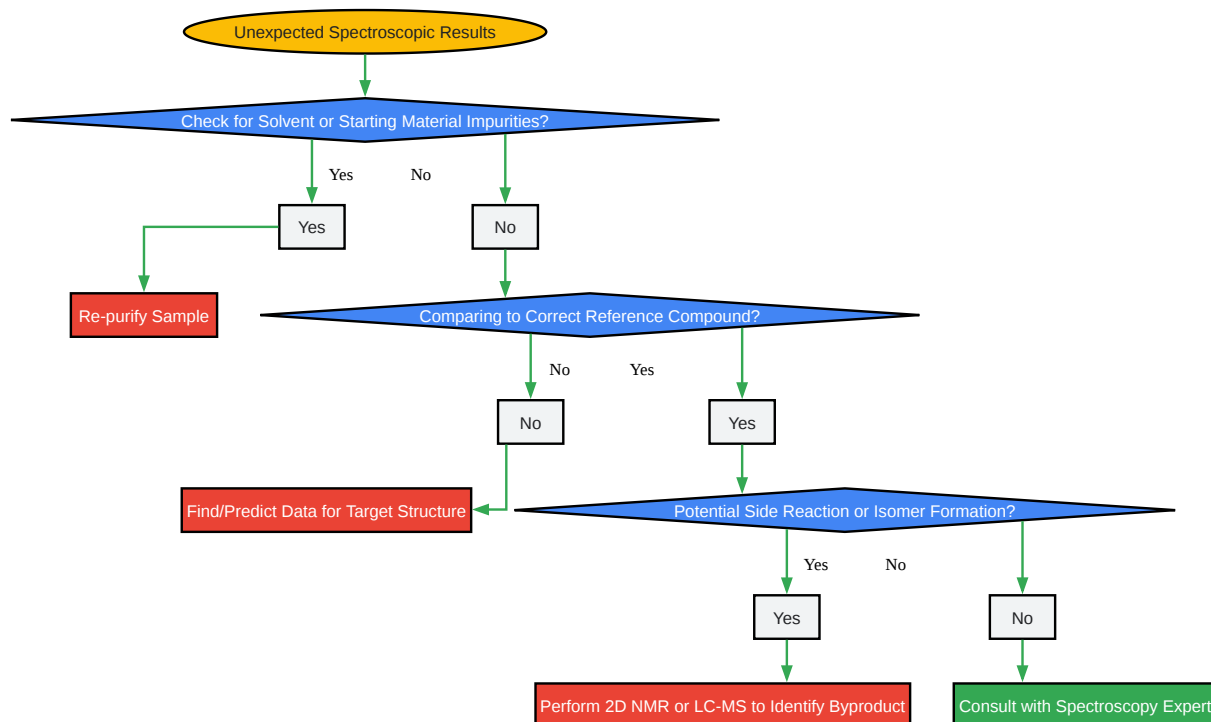 Unexpected Spectroscopic Results
Check for Solvent or Starting Material Impurities?
Yes
No
Yes
No
Re-purify Sample
Comparing to Correct Reference Compound?
No
Yes
No
Yes
Find/Predict Data for Target Structure
Potential Side Reaction or Isomer Formation?
Yes
No
Yes
No
Perform 2D NMR or LC-MS to Identify Byproduct
Consult with Spectroscopy Expert